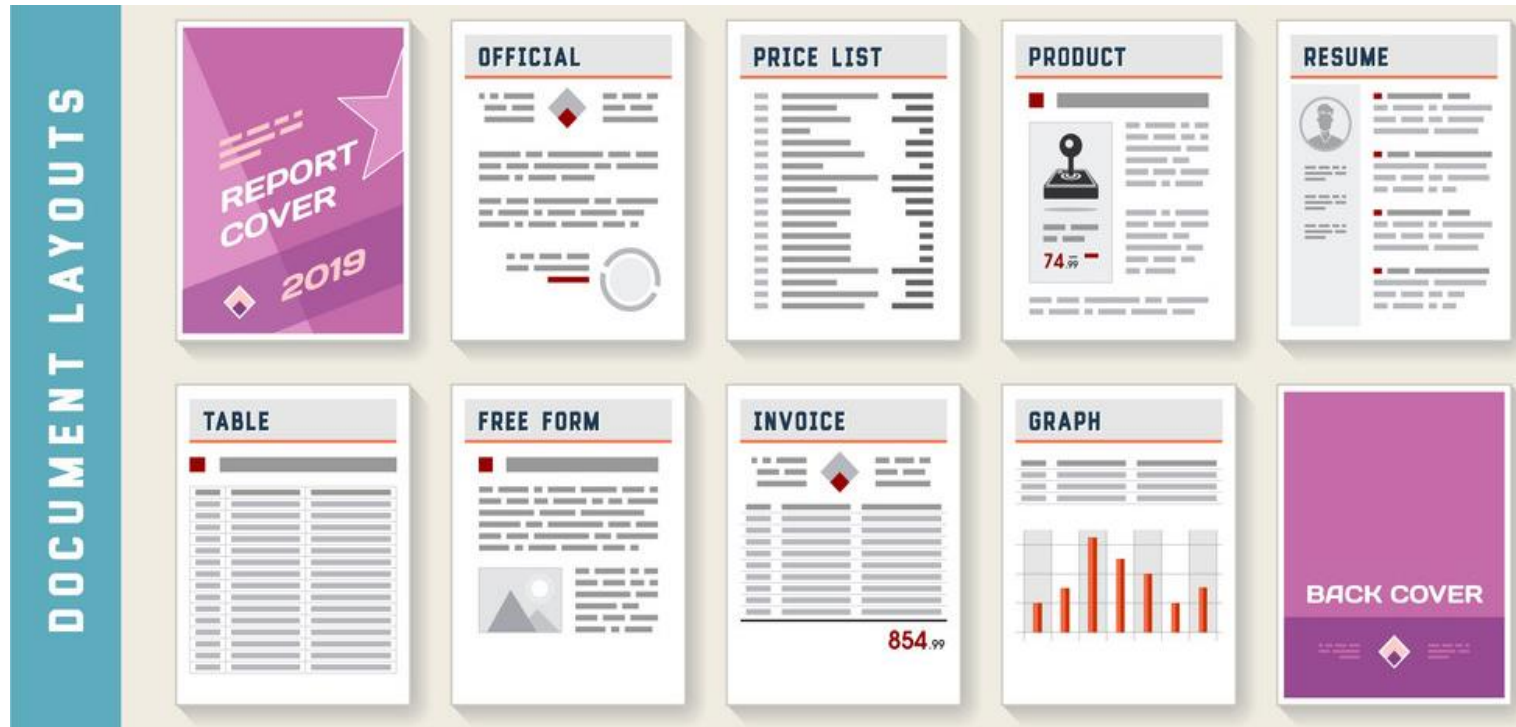 DOCUMENT LAYOUTS
REPORT
COVER
2019
OFFICIAL
PRICE LIST
PRODUCT
74.99
RESUME
TABLE
FREE FORM
INVOICE
854.99
GRAPH
BACK COVER